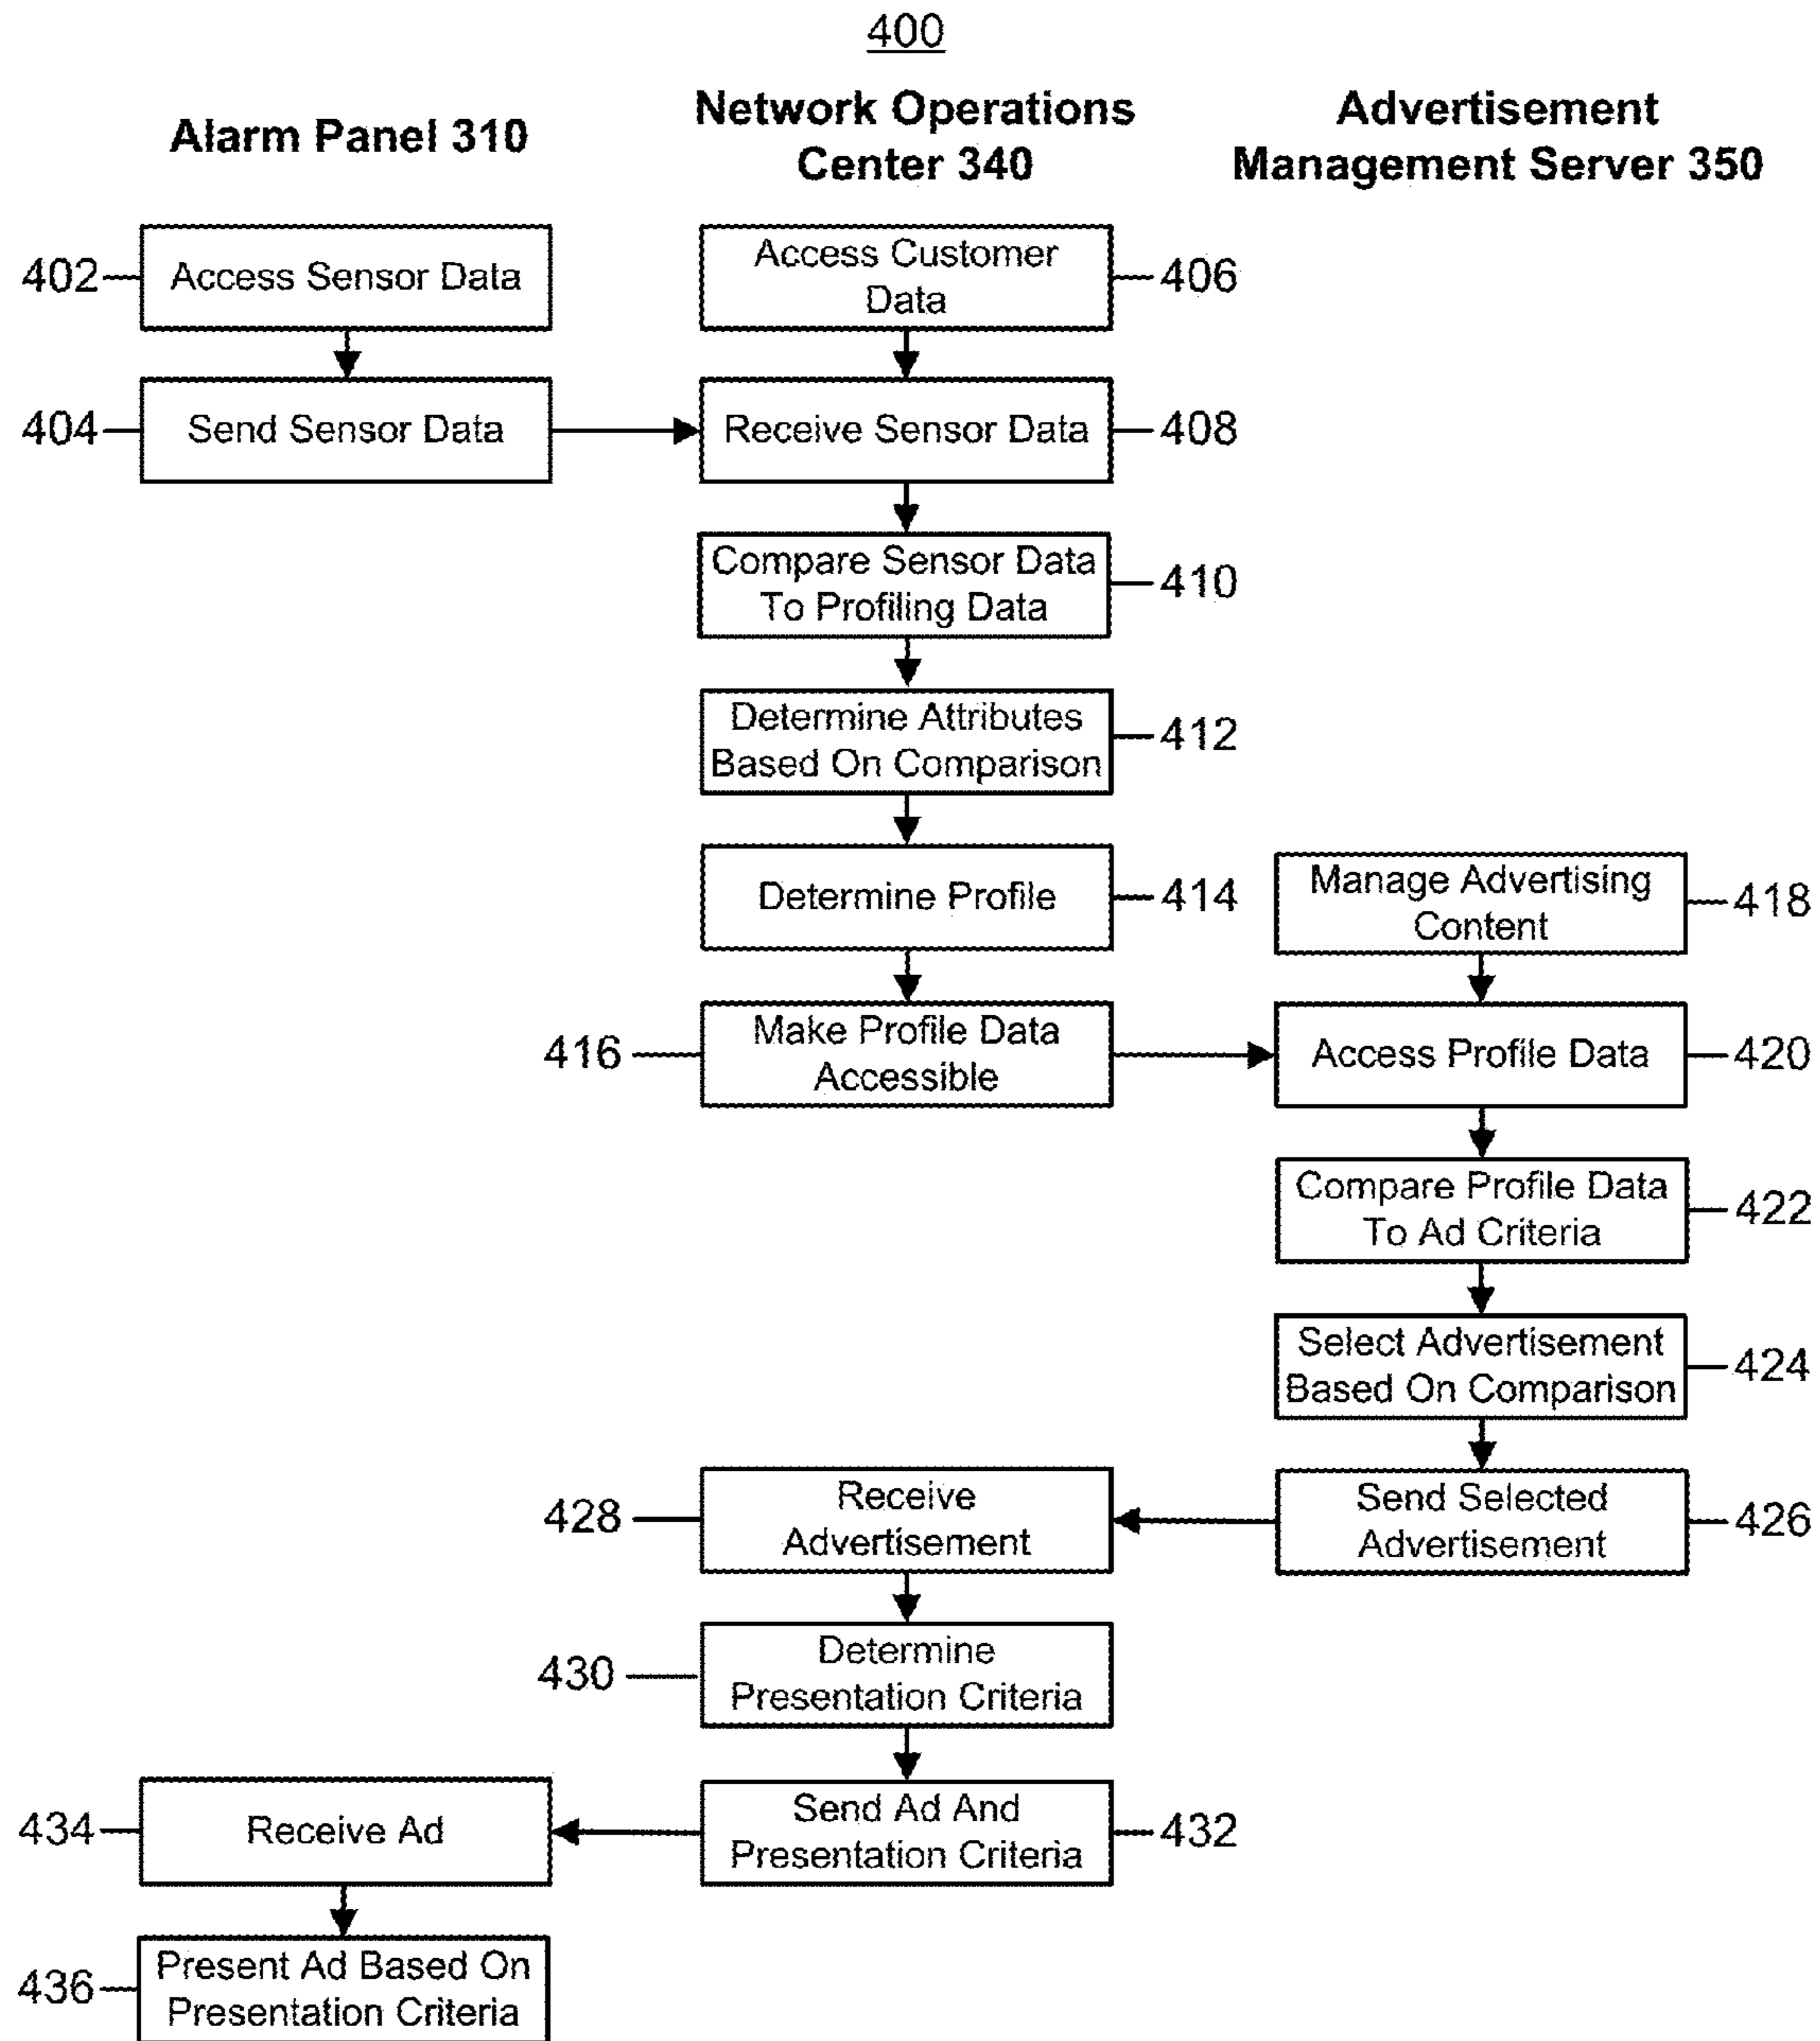 400
Alarm Panel 310
Network Operations
Center 340
Advertisement
Management Server 350
402
Access Sensor Data
Access Customer
Data
406
404
Send Sensor Data
Receive Sensor Data
408
Compare Sensor Data
To Profiling Data
410
Determine Attributes
Based On Comparison
412
Determine Profile
414
Manage Advertising
Content
418
416
Make Profile Data
Accessible
Access Profile Data
420
Compare Profile Data
To Ad Criteria
422
Select Advertisement
Based On Comparison
424
428
Receive
Advertisement
Send Selected
Advertisement
426
430
Determine
Presentation Criteria
434
Receive Ad
Send Ad And
Presentation Criteria
432
436
Present Ad Based On
Presentation Criteria